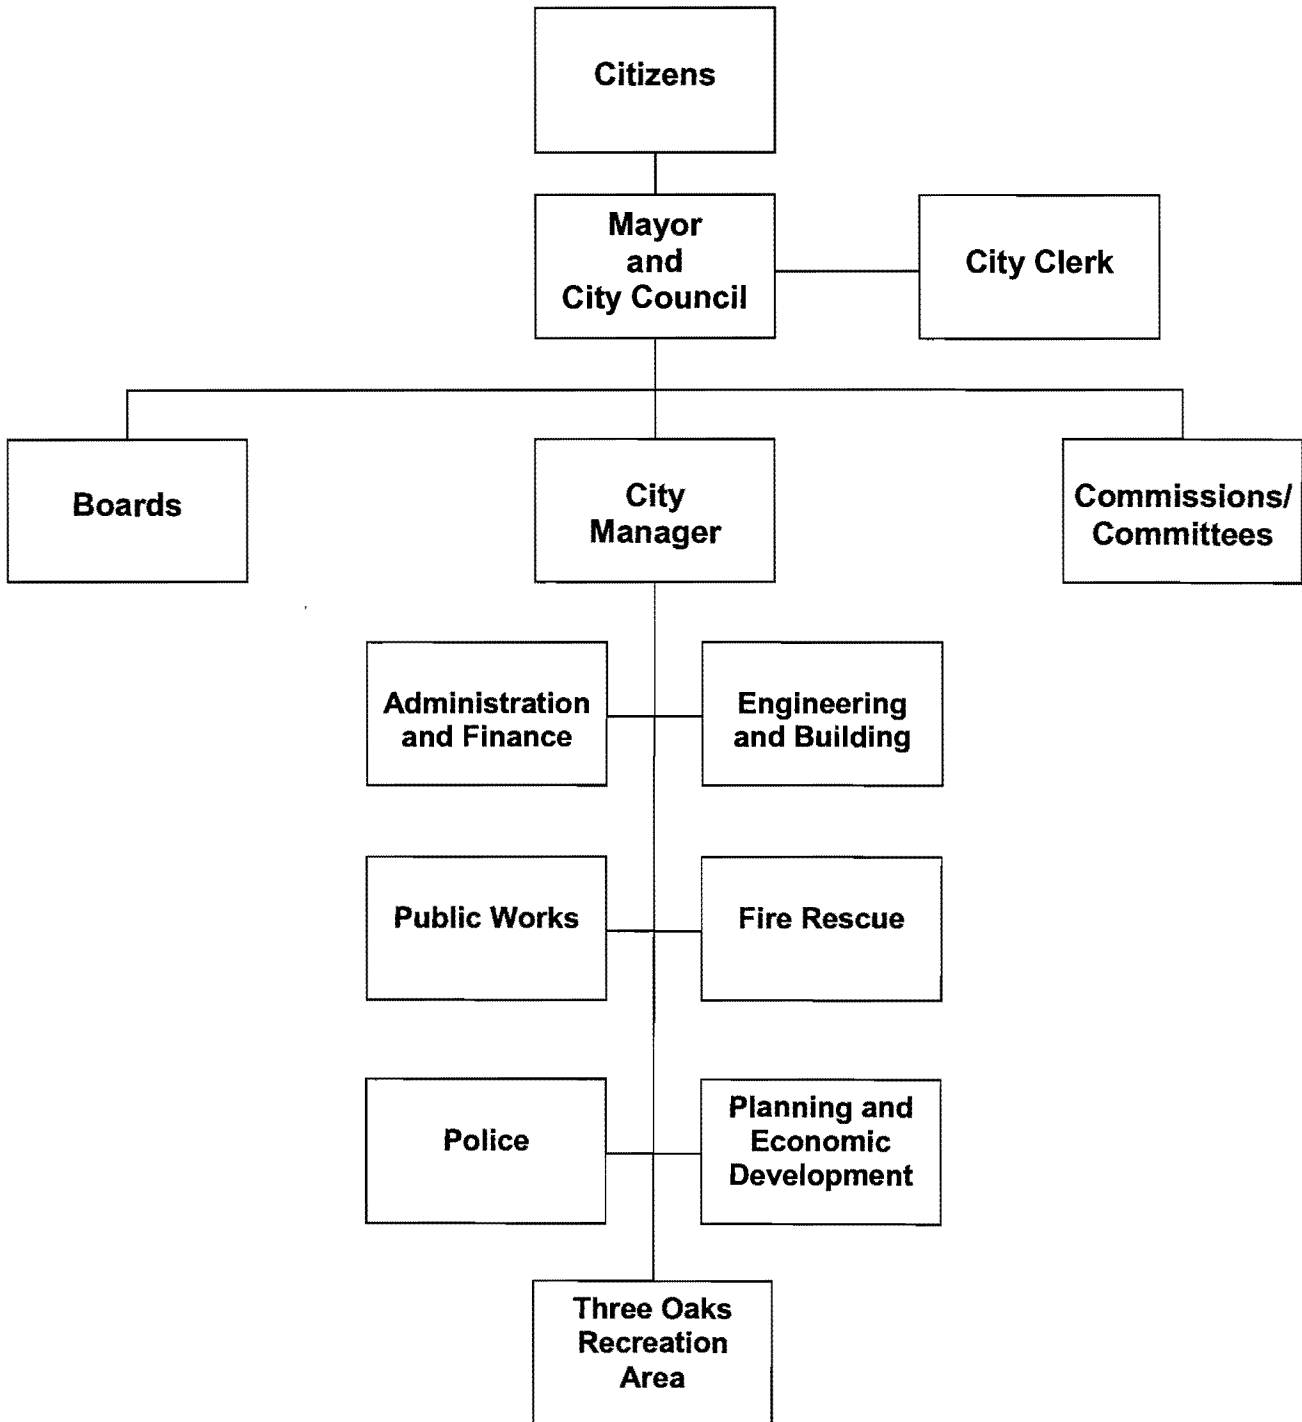 Citizens
Mayor
and
City Council
City Clerk
Boards
City
Manager
Commissions/
Committees
Administration
and Finance
Engineering
and Building
Public Works
Fire Rescue
Police
Planning and
Economic
Development
Three Oaks
Recreation
Area